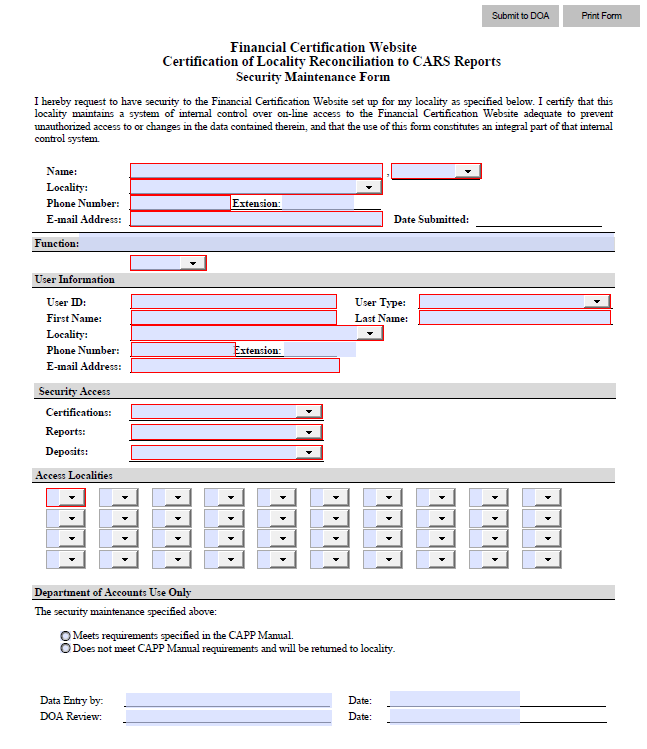 Submit to DOA Print Form
Financial Certification Website
Certification of Locality Reconciliation to CARS Reports
Security Maintenance Form
I hereby request to have security to the Financial Certification Website set up for my locality as specified below. I certify that this
locality maintains a system of internal control over on-line access to the Financial Certification Website adequate to prevent
unauthorized access to or changes in the data contained therein, and that the use of this form constitutes an integral part of that internal
control system.
Name: ,
Locality:
Phone Number: Extension:
E-mail Address: Date Submitted:
Function:
User Information
User ID: User Type:
First Name: Last Name:
Locality:
Phone Number: Extension:
E-mail Address:
Security Access
Certifications:
Reports:
Deposits:
Access Localities
Department of Accounts Use Only
The security maintenance specified above:
Meets requirements specified in the CAPP Manual.
Does not meet CAPP Manual requirements and will be returned to locality.
Data Entry by: Date:
DOA Review: Date: